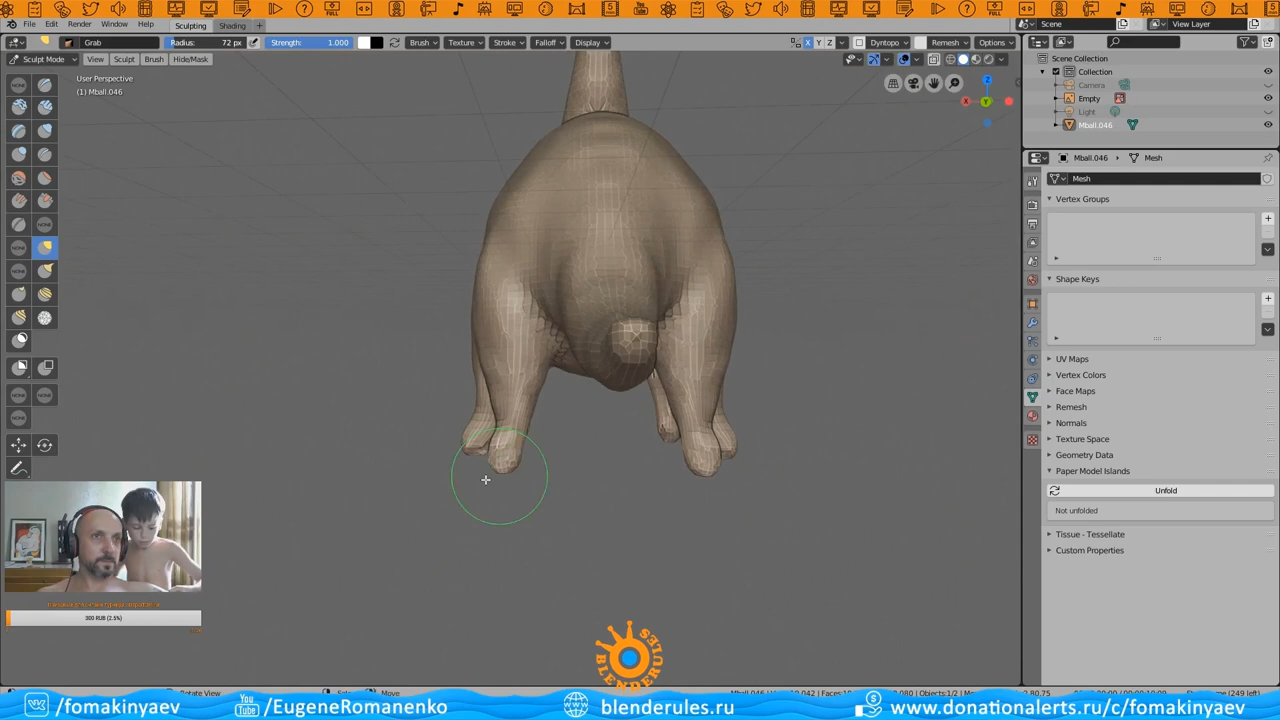 File Edit Render Window Help Sculpting Shading + Scene View Layer
Grab Radius: 72 px Strength: 1.000 Brush Texture Stroke Falloff Display X Y Z Dyntopo Remesh Options
Sculpt Mode View Sculpt Brush Hide/Mask
User Perspective
(1) Mball.046
Scene Collection
Collection
Camera
Empty
Light
Mball.046
Mball.046 Mesh
Mesh
Vertex Groups
Shape Keys
UV Maps
Vertex Colors
Face Maps
Remesh
Normals
Texture Space
Geometry Data
Paper Model Islands
Unfold
Not unfolded
Tissue - Tessellate
Custom Properties
300 RUB (2.5%)
BLENDERULES
Rotate View
Move
/fomakinyaev
You Tube /EugeneRomanenko
blenderules.ru
www.donationalerts.ru/c/fomakinyaev